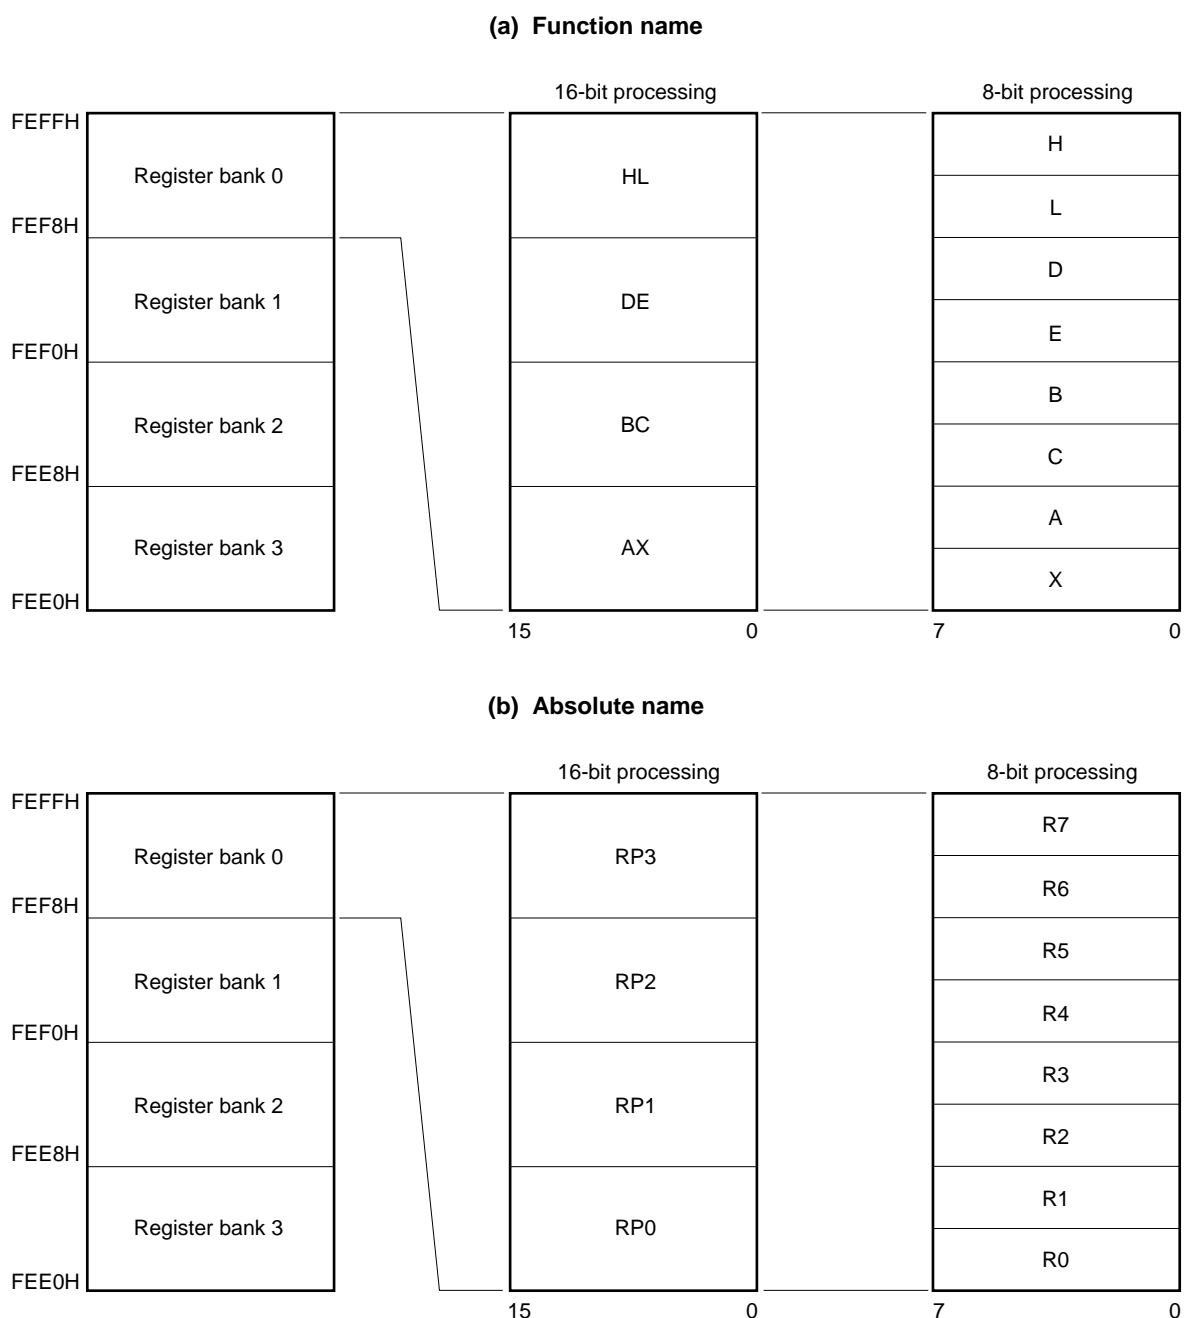 (a) Function name
16-bit processing 8-bit processing
FEFFH
H
Register bank 0 HL
L
FEF8H
D
Register bank 1 DE
E
FEF0H
B
Register bank 2 BC
C
FEE8H
A
Register bank 3 AX
X
FEE0H
15 0 7 0
(b) Absolute name
16-bit processing 8-bit processing
FEFFH
R7
Register bank 0 RP3
R6
FEF8H
R5
Register bank 1 RP2
R4
FEF0H
R3
Register bank 2 RP1
R2
FEE8H
R1
Register bank 3 RP0
R0
FEE0H
15 0 7 0